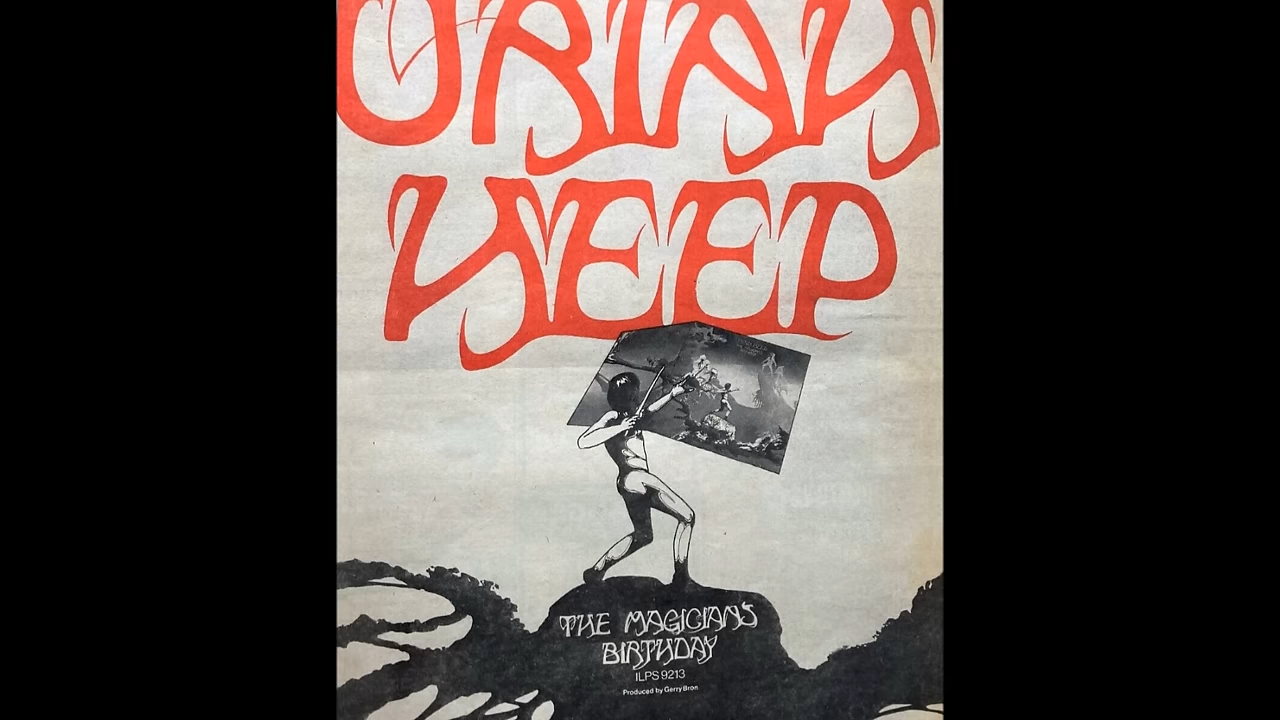 URIAH
HEEP
THE MAGICIAN'S
BIRTHDAY
ILPS 9213
Produced by Gerry Bron